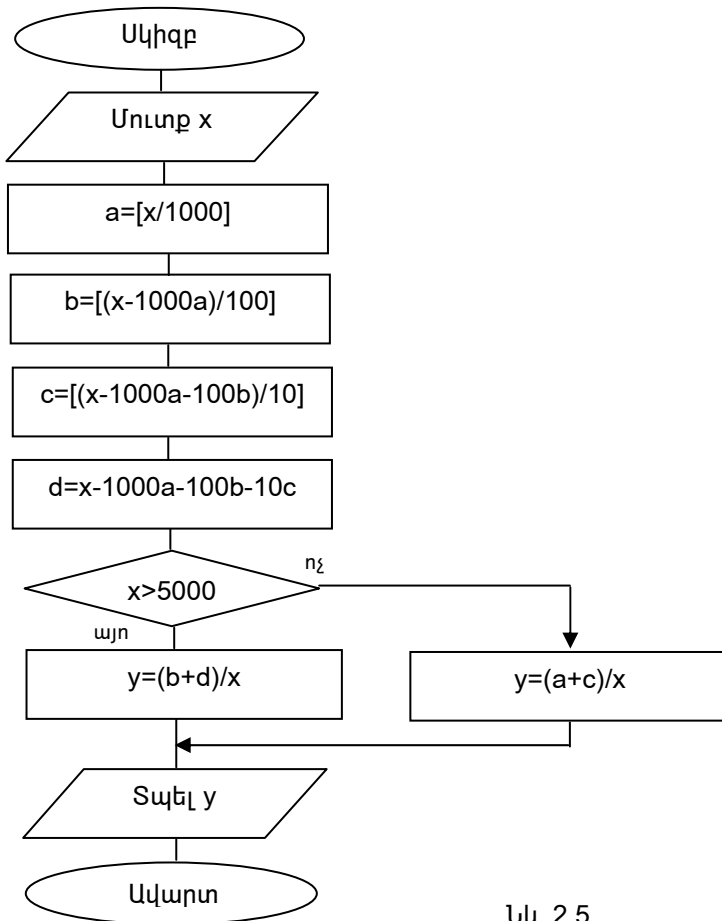 Սկիզբ
Մուտք x
a=[x/1000]
b=[(x-1000a)/100]
c=[(x-1000a-100b)/10]
d=x-1000a-100b-10c
x>5000
ոչ
այո
y=(b+d)/x
y=(a+c)/x
Տպել y
Ավարտ
Նկ. 2.5